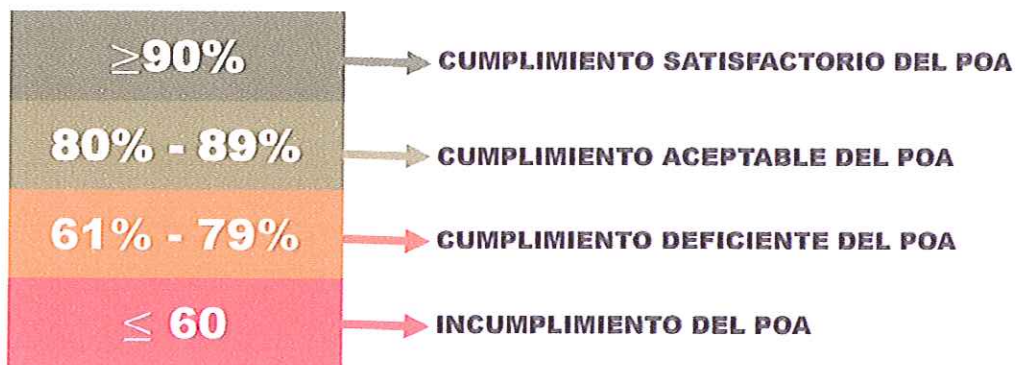 ≥90% CUMPLIMIENTO SATISFACTORIO DEL POA
80% - 89% CUMPLIMIENTO ACEPTABLE DEL POA
61% - 79% CUMPLIMIENTO DEFICIENTE DEL POA
≤ 60 INCUMPLIMIENTO DEL POA